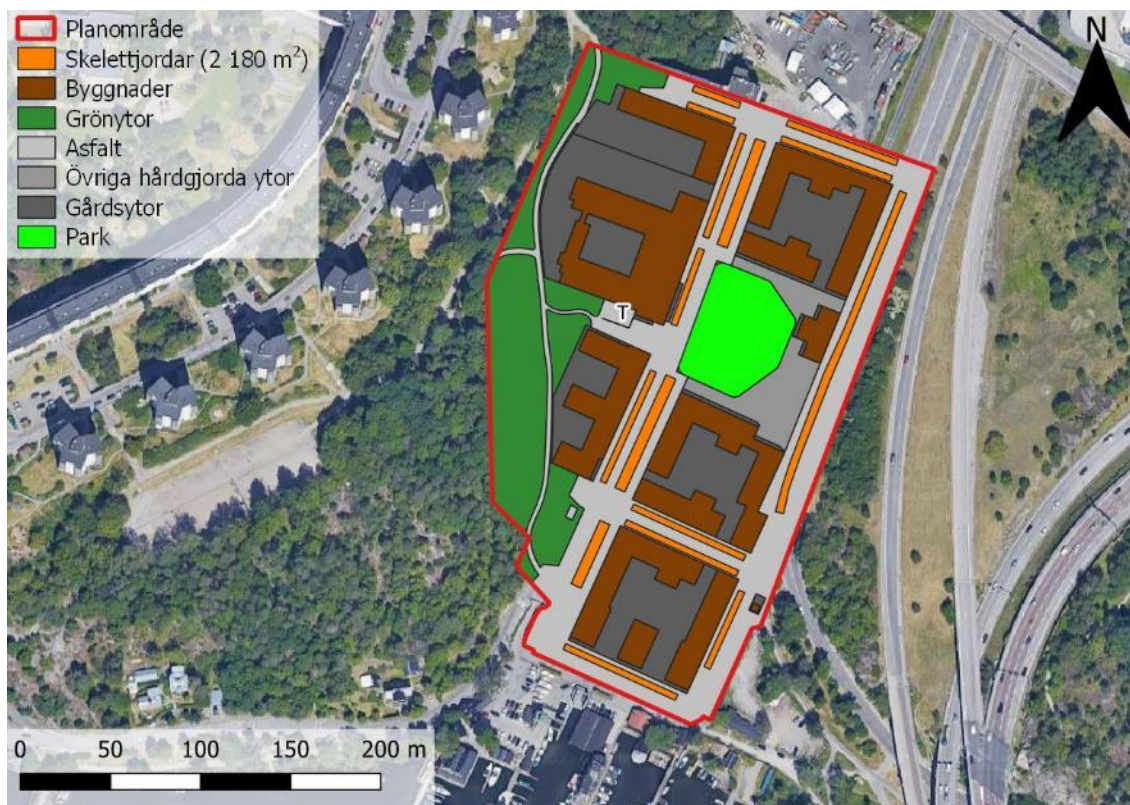 Planområde
Skelettjordar (2 180 m²)
Byggnader
Grönytor
Asfalt
Övriga hårdgjorda ytor
Gårdsytor
Park
N
T
0 50 100 150 200 m